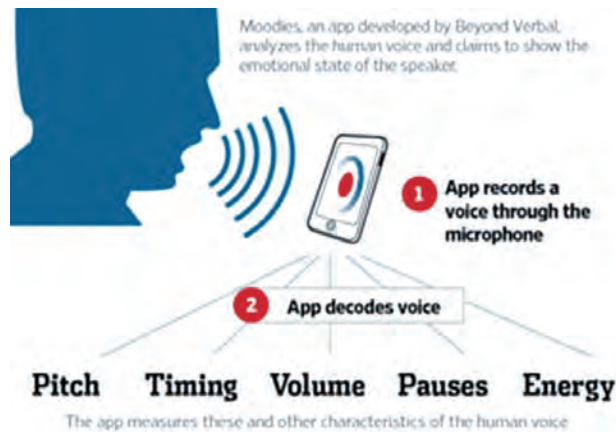 Moodies, an app developed by Beyond Verbal,
analyzes the human voice and claims to show the
emotional state of the speaker.
1 App records a
voice through the
microphone
2 App decodes voice
Pitch Timing Volume Pauses Energy
The app measures these and other characteristics of the human voice